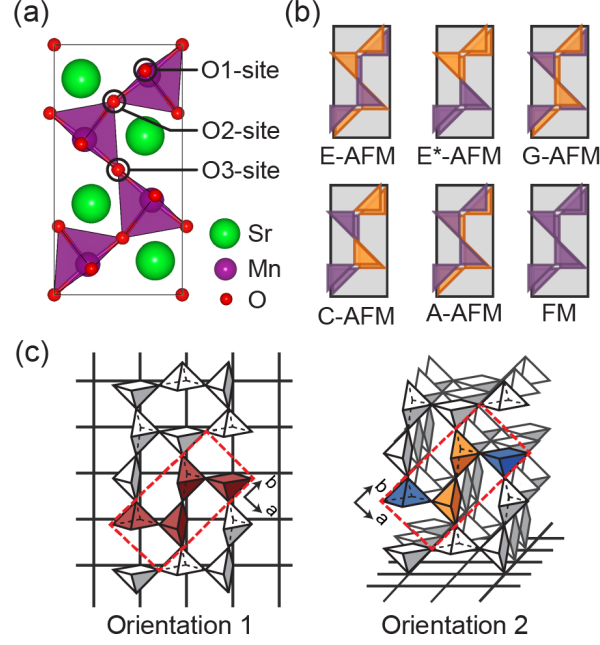 (a)
O1-site
O2-site
O3-site
Sr
Mn
O
(b)
E-AFM E*-AFM G-AFM
C-AFM A-AFM FM
(c)
b
a
b
a
Orientation 1 Orientation 2